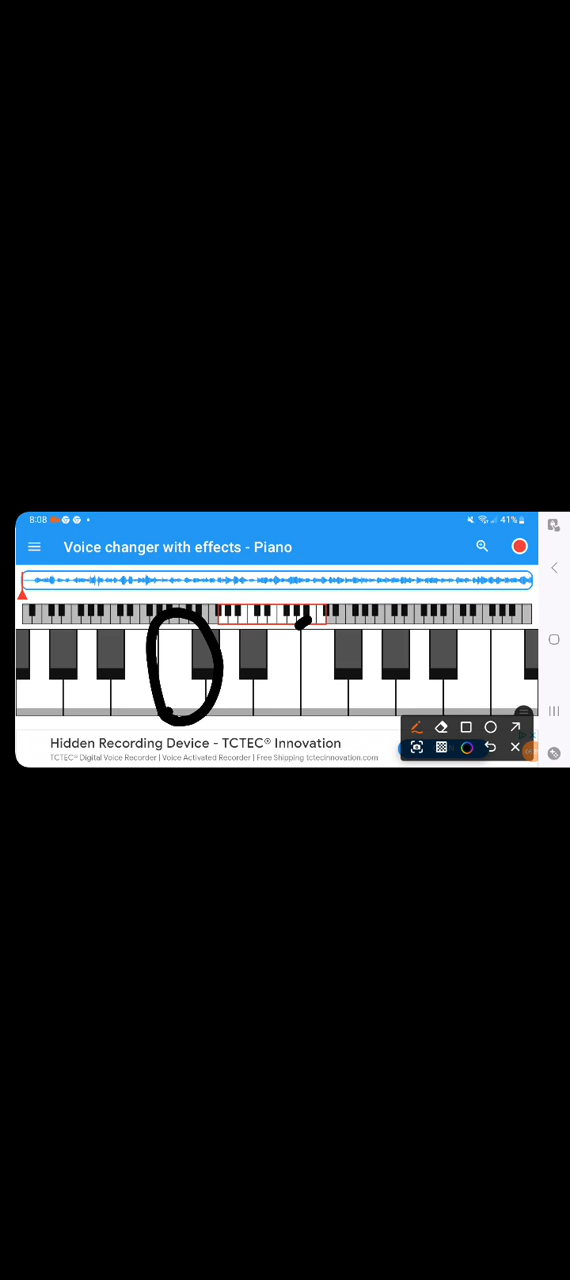 8:08 41%
Voice changer with effects - Piano
Hidden Recording Device - TCTEC® Innovation
TCTEC® Digital Voice Recorder | Voice Activated Recorder | Free Shipping tctecinnovation.com